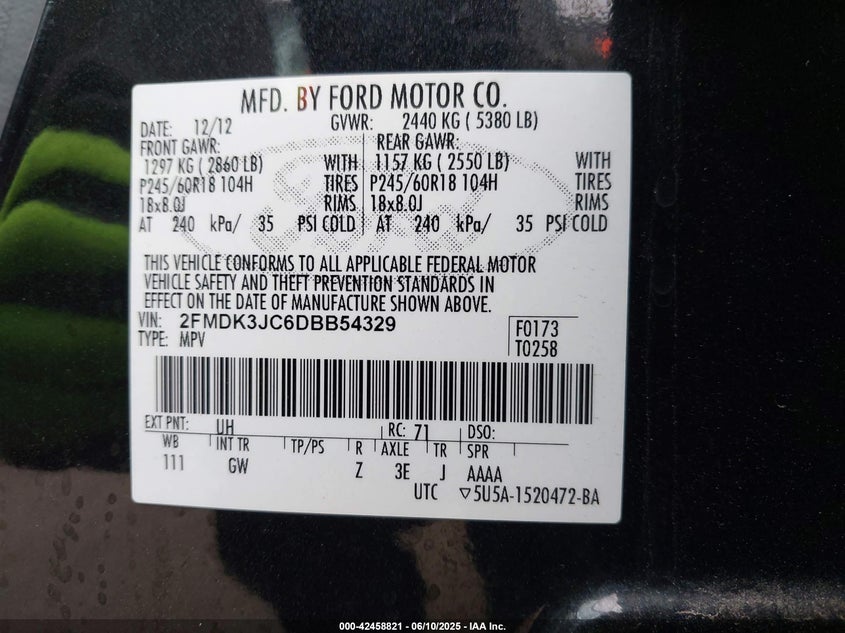 MFD. BY FORD MOTOR CO.
DATE: 12/12 GVWR: 2440 KG ( 5380 LB)
FRONT GAWR: REAR GAWR:
1297 KG ( 2860 LB) WITH 1157 KG ( 2550 LB) WITH
P245/60R18 104H TIRES P245/60R18 104H TIRES
18x8.0J RIMS 18x8.0J RIMS
AT 240 kPa/ 35 PSI COLD AT 240 kPa/ 35 PSI COLD
THIS VEHICLE CONFORMS TO ALL APPLICABLE FEDERAL MOTOR
VEHICLE SAFETY AND THEFT PREVENTION STANDARDS IN
EFFECT ON THE DATE OF MANUFACTURE SHOWN ABOVE.
VIN: 2FMDK3JC6DBB54329 F0173
TYPE: MPV T0258
EXT PNT: UH RC: 71 DSO:
WB INT TR TP/PS R AXLE TR SPR
111 GW Z 3E J AAAA
UTC ▽5U5A-1520472-BA
000-42458821 - 06/10/2025 - IAA Inc.